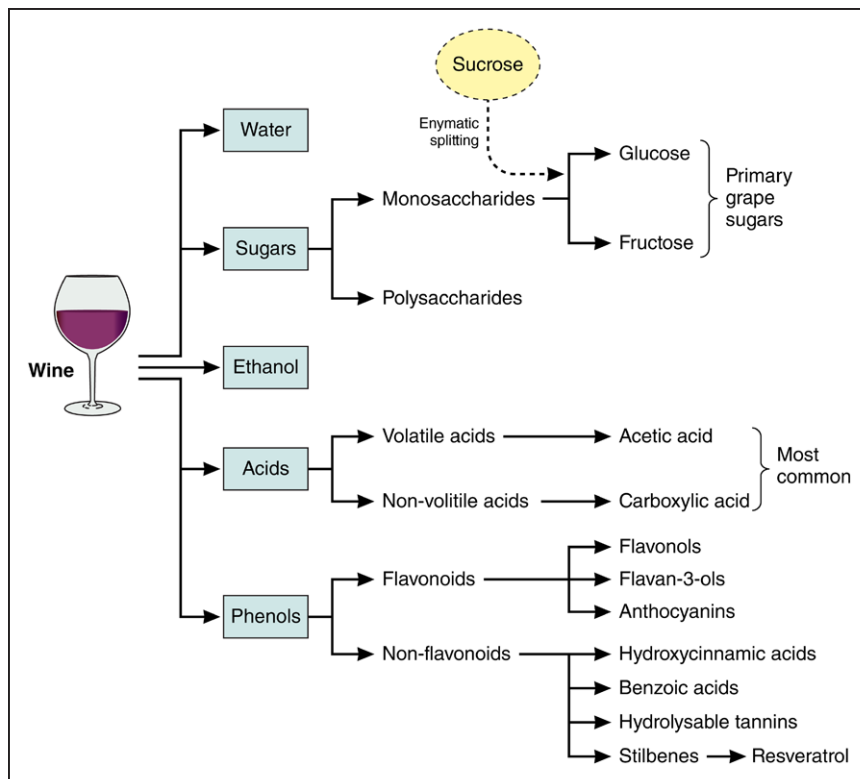 Sucrose
Enymatic
splitting
Water
Glucose
Monosaccharides
Primary
grape
sugars
Sugars
Fructose
Polysaccharides
Wine
Ethanol
Volatile acids
Acetic acid
Acids
Most
common
Non-volitile acids
Carboxylic acid
Flavonols
Flavonoids
Flavan-3-ols
Phenols
Anthocyanins
Non-flavonoids
Hydroxycinnamic acids
Benzoic acids
Hydrolysable tannins
Stilbenes
Resveratrol